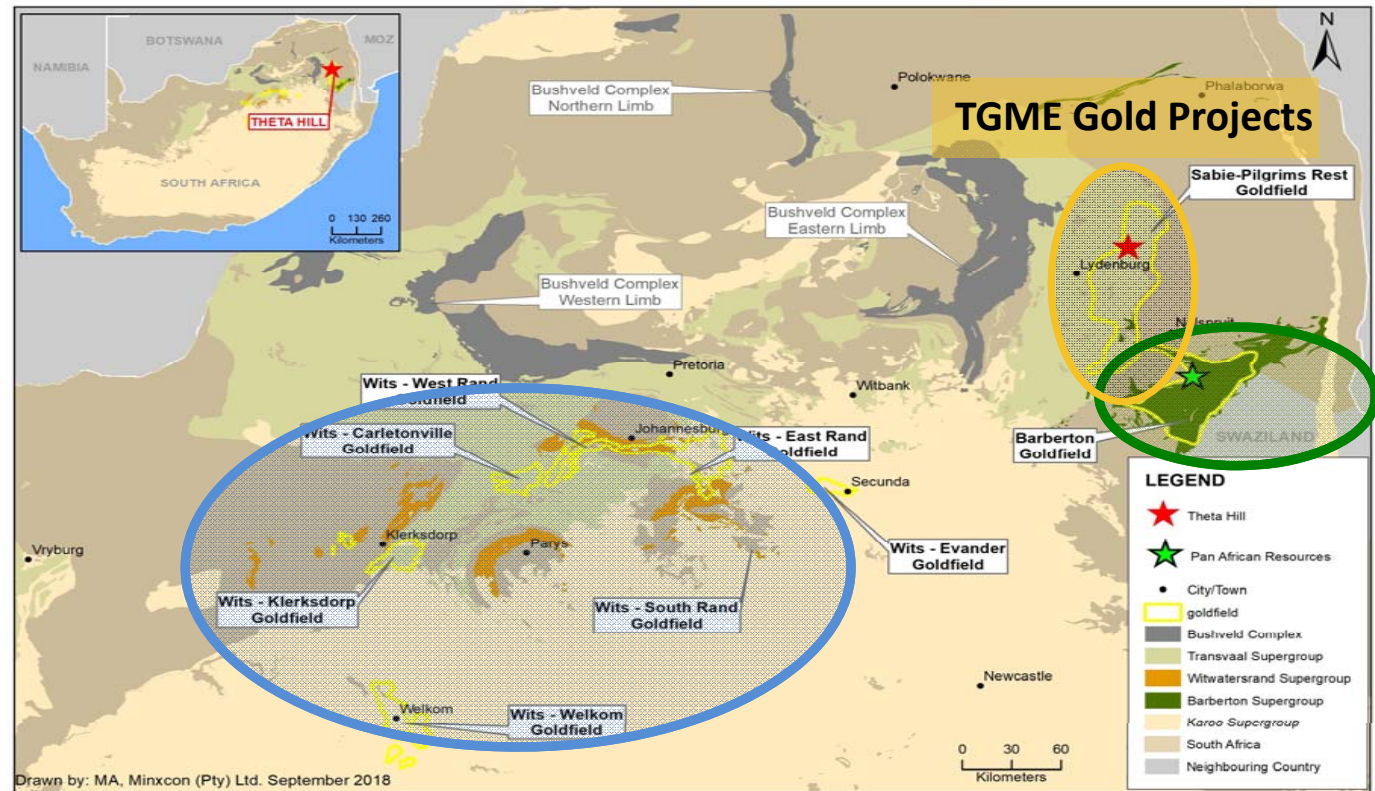 BOTSWANA
MOZ
NAMIBIA
THETA HILL
SOUTH AFRICA
0 130 260
Kilometers
N
Bushveld Complex
Northern Limb
Polokwane
Phalaborwa
TGME Gold Projects
Sabie-Pilgrims Rest
Goldfield
Bushveld Complex
Eastern Limb
Lydenburg
Bushveld Complex
Western Limb
Nelspruit
Pretoria
Witbank
Wits - West Rand
Goldfield
Wits - Carletonville
Goldfield
Johannesburg
Wits - East Rand
Goldfield
Barberton
Goldfield
SWAZILAND
Secunda
Vryburg
Klerksdorp
Parys
Wits - Evander
Goldfield
Wits - Klerksdorp
Goldfield
Wits - South Rand
Goldfield
Newcastle
Welkom
Wits - Welkom
Goldfield
0 30 60
Kilometers
LEGEND
Theta Hill
Pan African Resources
City/Town
goldfield
Bushveld Complex
Transvaal Supergroup
Witwatersrand Supergroup
Barberton Supergroup
Karoo Supergroup
South Africa
Neighbouring Country
Drawn by: MA, Minxcon (Pty) Ltd. September 2018